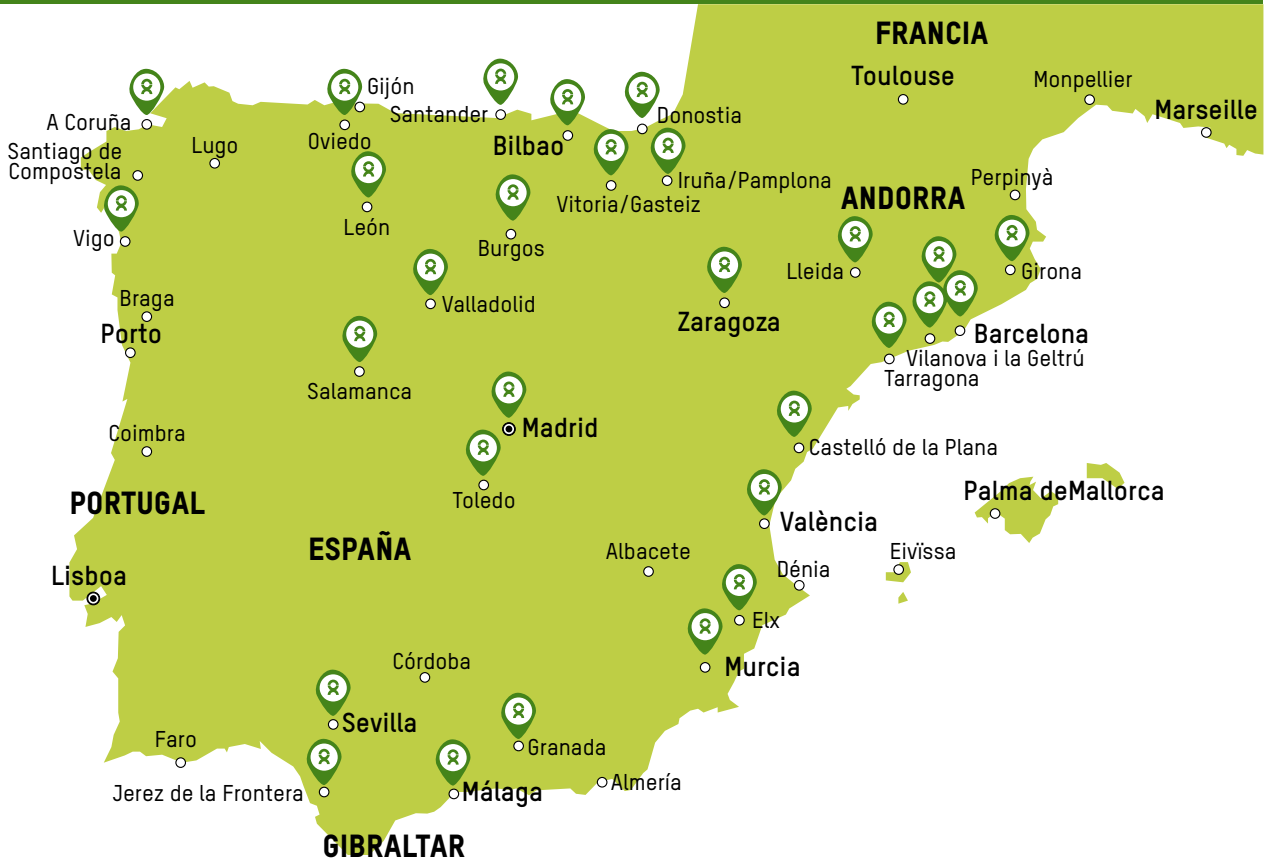 FRANCIA
Toulouse
Monpellier
Gijón
Marseille
Santander
Donostia
A Coruña
Oviedo
Bilbao
Lugo
Santiago de
Compostela
Iruña/Pamplona
Perpinyà
Vitoria/Gasteiz
ANDORRA
León
Vigo
Burgos
Lleida
Girona
Braga
Valladolid
Zaragoza
Porto
Barcelona
Vilanova i la Geltrú
Tarragona
Salamanca
Madrid
Coimbra
Castelló de la Plana
Toledo
Palma deMallorca
PORTUGAL
València
ESPAÑA
Albacete
Eivïssa
Dénia
Lisboa
Elx
Córdoba
Murcia
Sevilla
Faro
Granada
Almería
Jerez de la Frontera
Málaga
GIBRALTAR